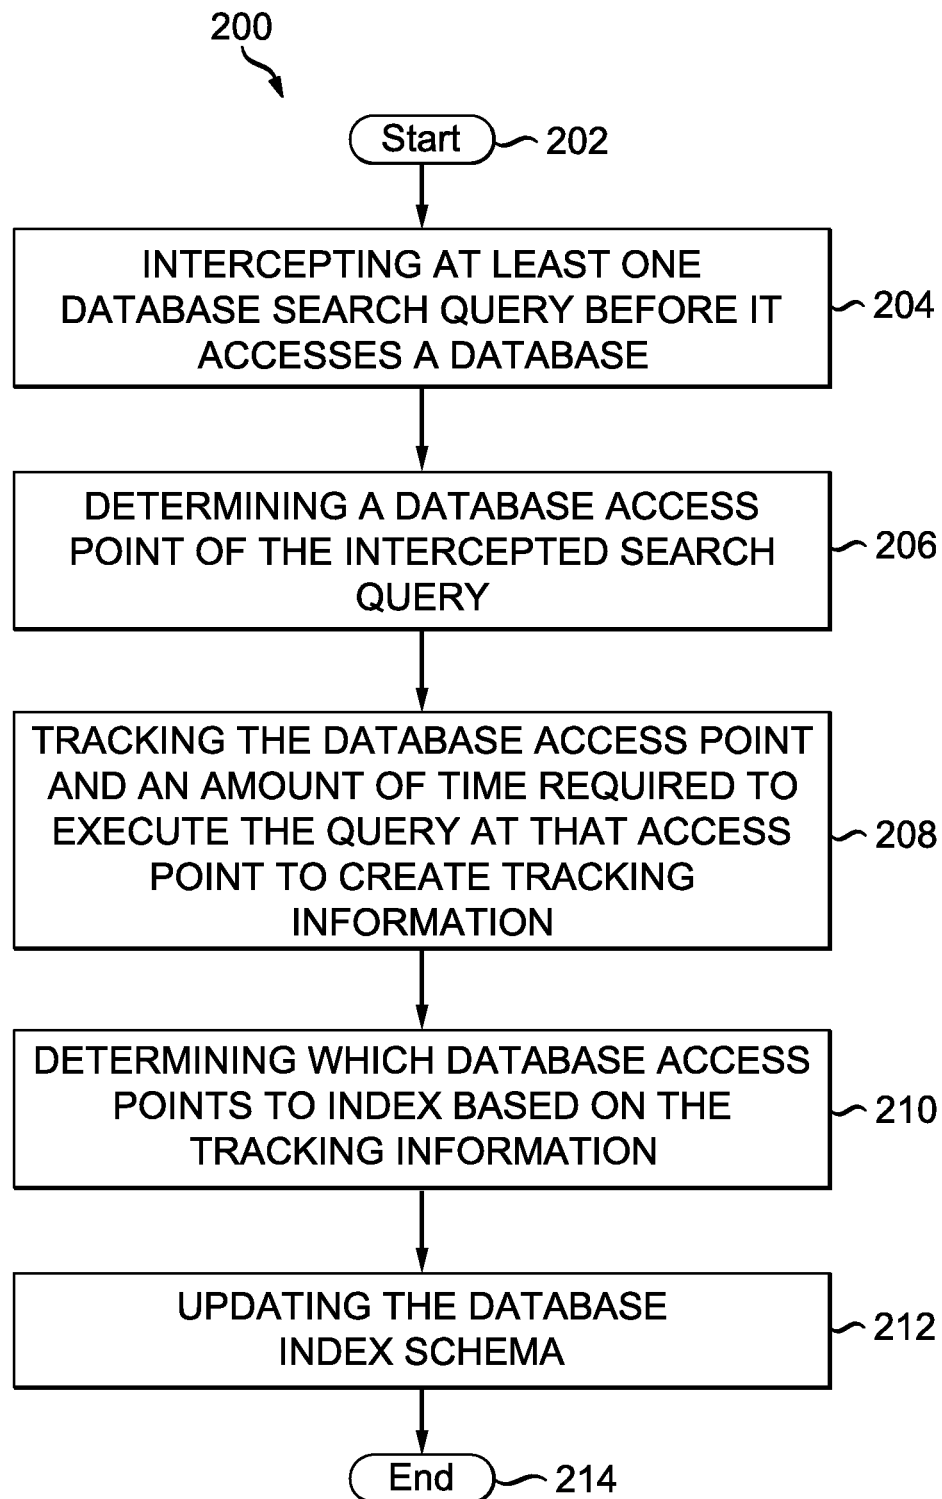 200
Start
202
INTERCEPTING AT LEAST ONE
DATABASE SEARCH QUERY BEFORE IT
ACCESSES A DATABASE
204
DETERMINING A DATABASE ACCESS
POINT OF THE INTERCEPTED SEARCH
QUERY
206
TRACKING THE DATABASE ACCESS POINT
AND AN AMOUNT OF TIME REQUIRED TO
EXECUTE THE QUERY AT THAT ACCESS
POINT TO CREATE TRACKING
INFORMATION
208
DETERMINING WHICH DATABASE ACCESS
POINTS TO INDEX BASED ON THE
TRACKING INFORMATION
210
UPDATING THE DATABASE
INDEX SCHEMA
212
End
214